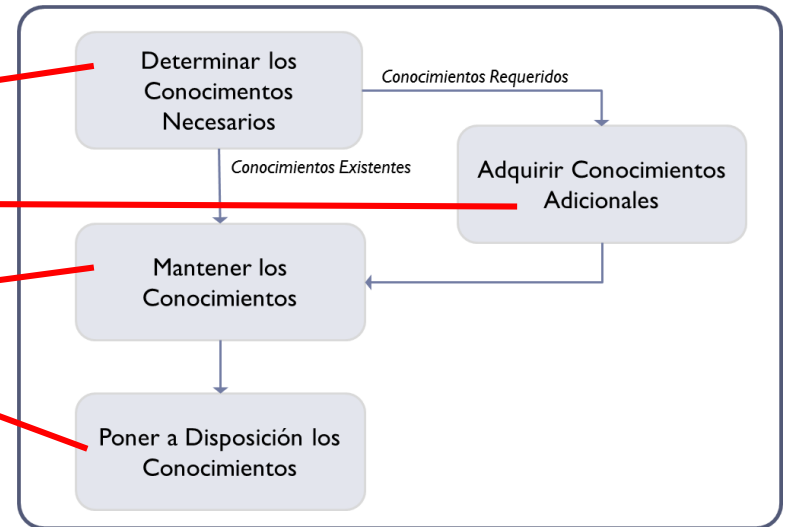 Determinar los
Conocimentos
Necesarios
Conocimientos Requeridos
Conocimientos Existentes
Adquirir Conocimientos
Adicionales
Mantener los
Conocimientos
Poner a Disposición los
Conocimientos